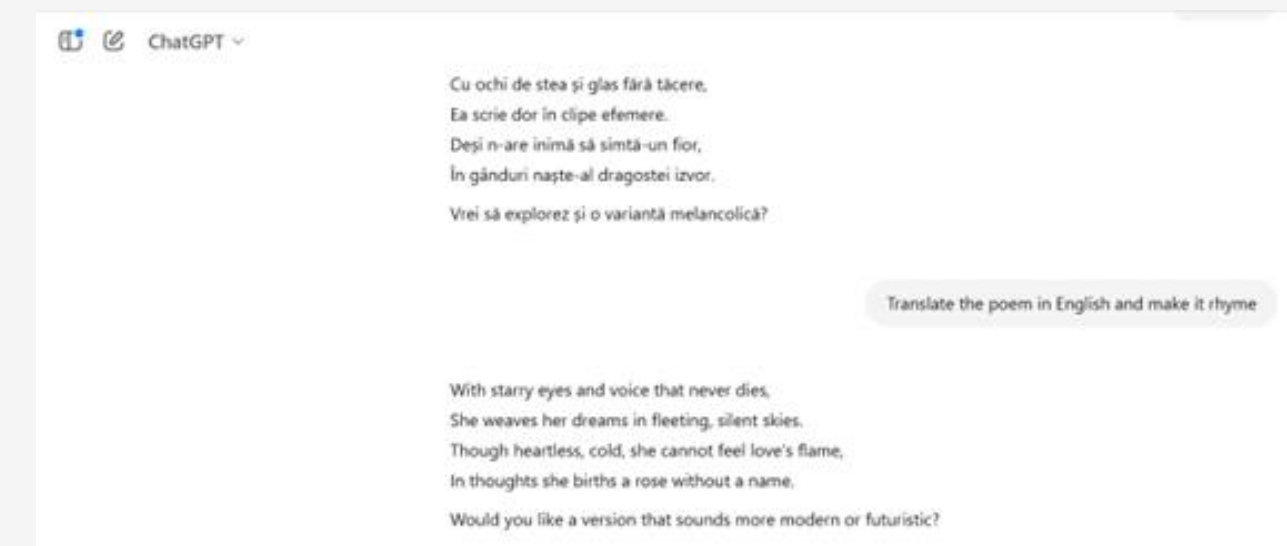 ChatGPT
Cu ochi de stea și glas fără tăcere,
Ea scrie dor în clipe efemere.
Deși n-are inimă să simtă-un fior,
În gânduri naște-al dragostei izvor.
Vrei să explorez și o variantă melancolică?
Translate the poem in English and make it rhyme
With starry eyes and voice that never dies,
She weaves her dreams in fleeting, silent skies.
Though heartless, cold, she cannot feel love's flame,
In thoughts she births a rose without a name.
Would you like a version that sounds more modern or futuristic?